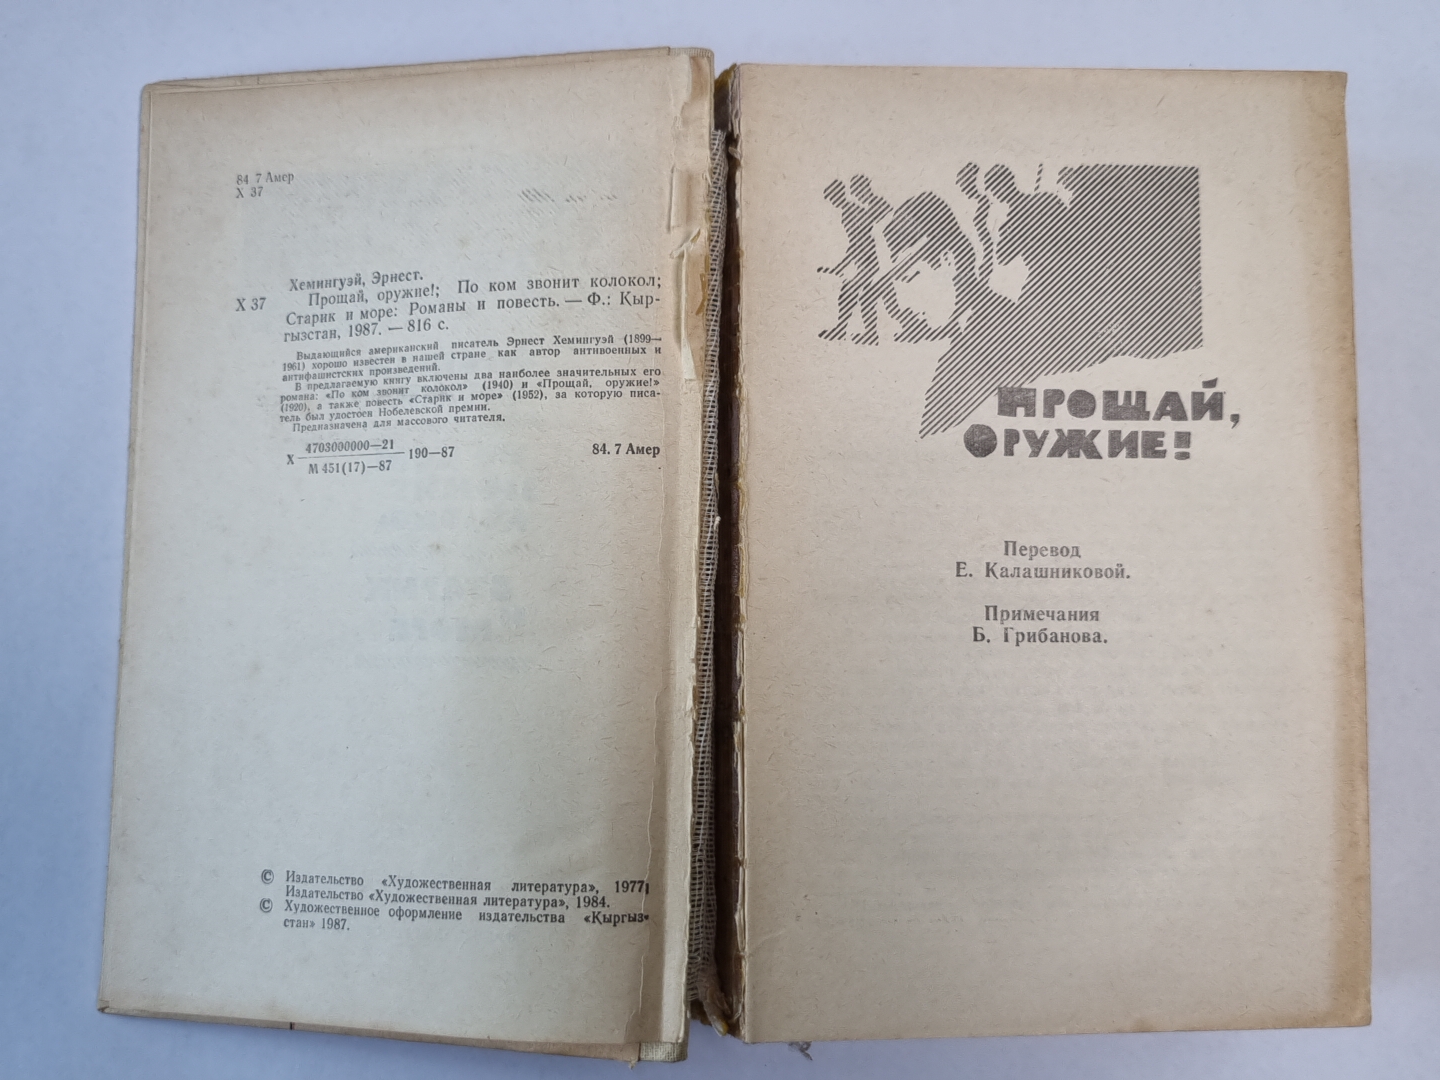 84 7 Амер
Х 37
Хемингуэй, Эрнест.
Х 37 Прощай, оружие!; По ком звонит колокол;
Старик и море: Романы и повесть. — Ф.: Кыр-
гызстан, 1987. — 816 с.
Выдающийся американский писатель Эрнест Хемингуэй (1899—
1961) хорошо известен в нашей стране как автор антивоенных и
антифашистских произведений.
В предлагаемую книгу включены два наиболее значительных его
романа: «По ком звонит колокол» (1940) и «Прощай, оружие!»
(1920), а также повесть «Старик и море» (1952), за которую писа-
тель был удостоен Нобелевской премии.
Предназначена для массового читателя.
4703000000—21
Х 190—87 84. 7 Амер
М 451(17)—87
© Издательство «Художественная литература», 1977;
Издательство «Художественная литература», 1984.
© Художественное оформление издательства «Кыргыз-
стан» 1987.
ПРОЩАЙ,
ОРУЖИЕ!
Перевод
Е. Калашниковой.
Примечания
Б. Грибанова.